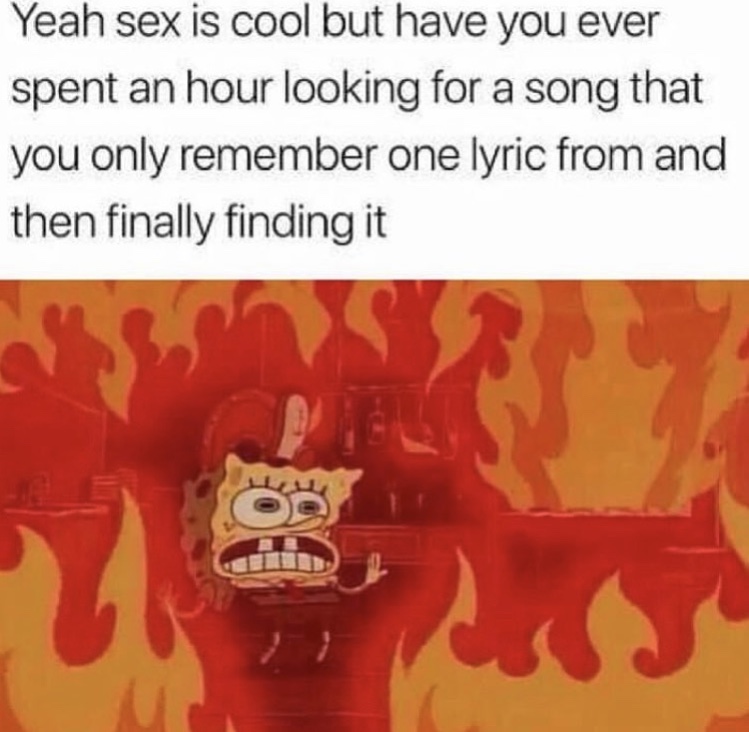 Yeah sex is cool but have you ever
spent an hour looking for a song that
you only remember one lyric from and
then finally finding it